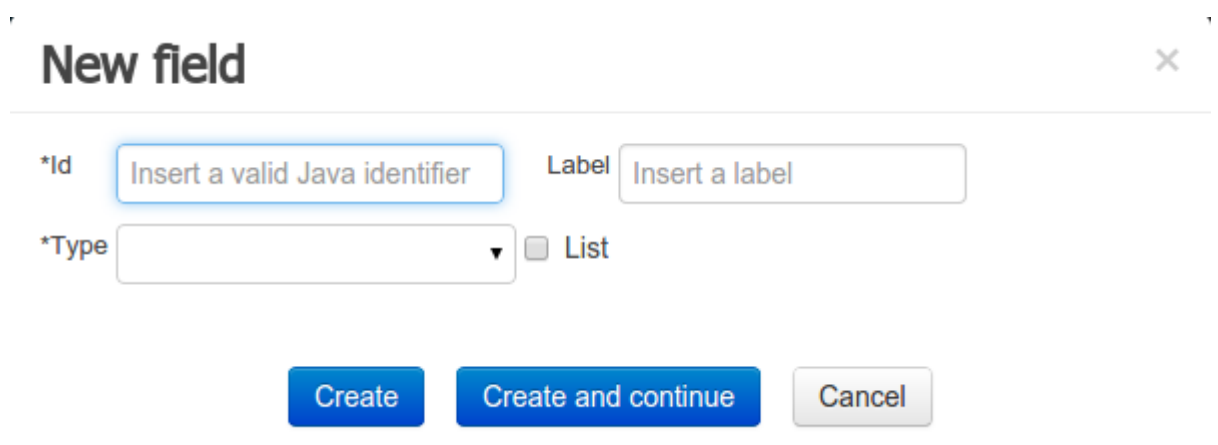 New field ×
*Id Insert a valid Java identifier Label Insert a label
*Type List
Create Create and continue Cancel